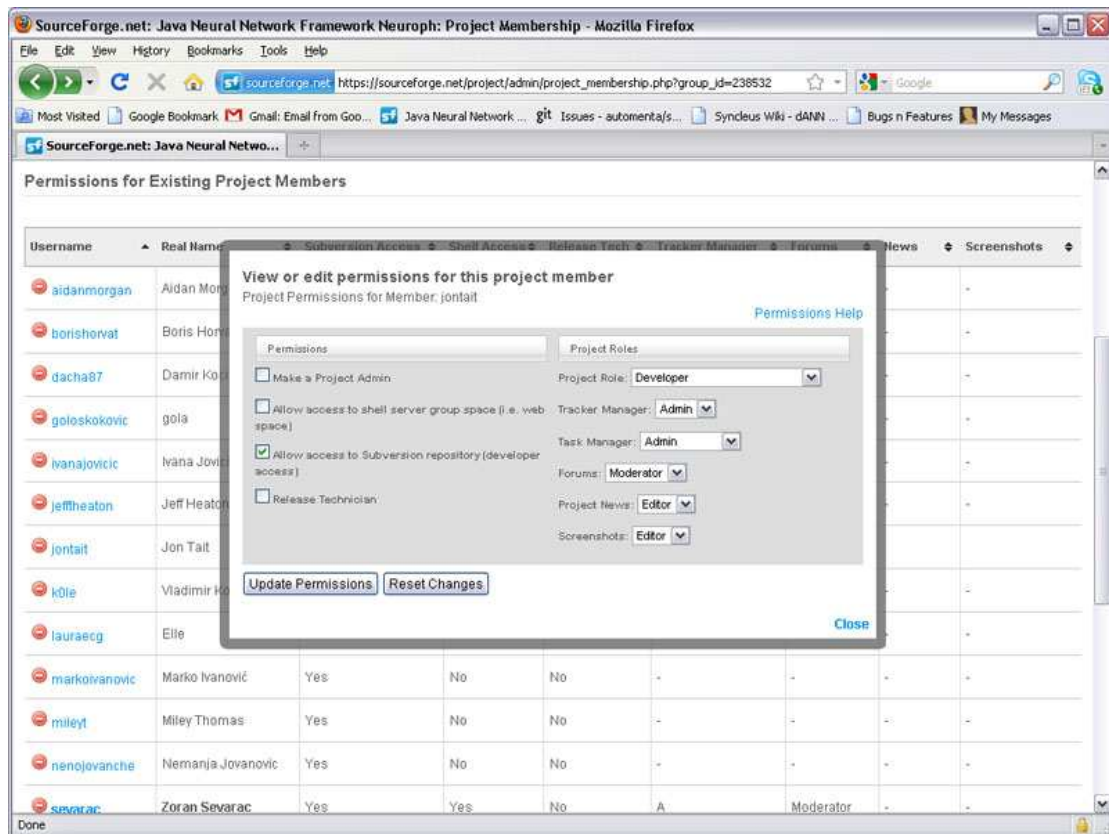 SourceForge.net: Java Neural Network Framework Neuroph: Project Membership - Mozilla Firefox
File Edit View History Bookmarks Tools Help
sourceforge.net https://sourceforge.net/project/admin/project_membership.php?group_id=238532 Google
Most Visited Google Bookmark Gmail: Email from Goo... Java Neural Network ... git Issues - automenta/s... Syncleus Wiki - dANN ... Bugs n Features My Messages
SourceForge.net: Java Neural Netwo...
Permissions for Existing Project Members
Username Real Name Subversion Access Shell Access Release Tech Tracker Manager Forums News Screenshots
View or edit permissions for this project member
Project Permissions for Member: jontait
Permissions Help
Permissions
Make a Project Admin
Allow access to shell server group space (i.e. web
space)
Allow access to Subversion repository (developer
access)
Release Technician
Project Roles
Project Role: Developer
Tracker Manager: Admin
Task Manager: Admin
Forums: Moderator
Project News: Editor
Screenshots: Editor
Update Permissions Reset Changes
Close
aidanmorgan Aidan Mor - -
borishorvat Boris Hor - -
dacha87 Damir Ko - -
goloskokovic gola - -
ivanajovicic Ivana Jovi - -
jeffheaton Jeff Heaton - -
jontait Jon Tait - -
k0le Vladimir Ko - -
lauraecg Elle - -
markoivanovic Marko Ivanović Yes No No - - - -
mileyt Miley Thomas Yes No No - - - -
nenojovanche Nemanja Jovanovic Yes No No - - - -
sevarac Zoran Sevarac Yes Yes No A Moderator - -
Done